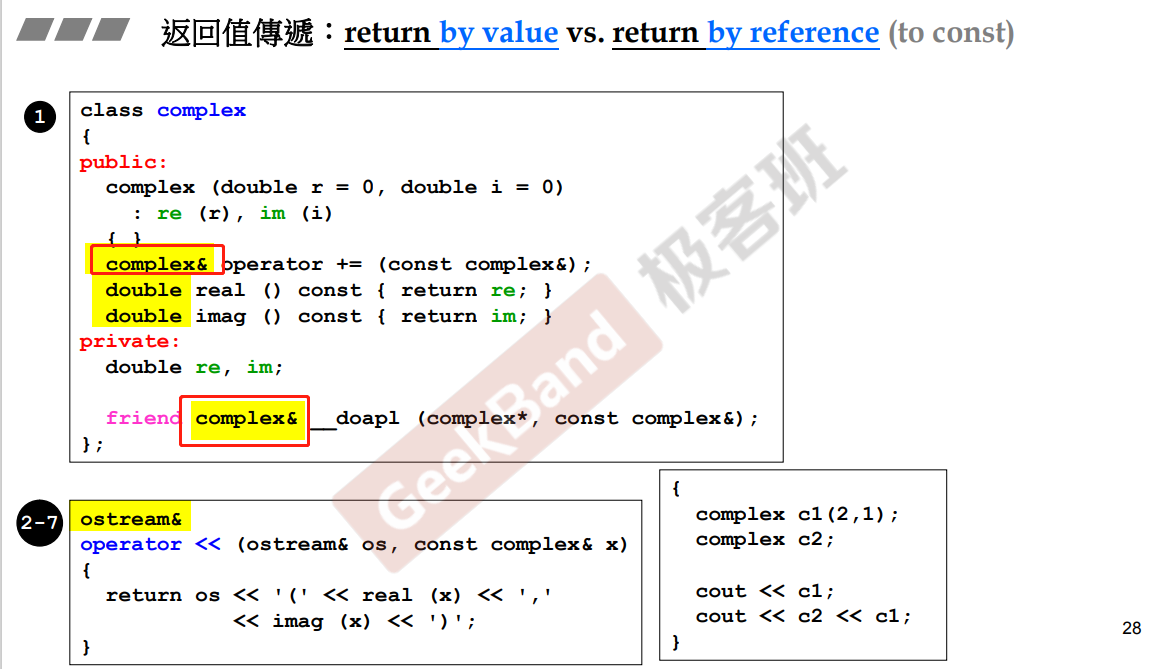 返回值傳遞：return by value vs. return by reference (to const)
1
class complex
{
public:
  complex (double r = 0, double i = 0)
    : re (r), im (i)
  { }
  complex& operator += (const complex&);
  double real () const { return re; }
  double imag () const { return im; }
private:
  double re, im;
  friend complex& __doapl (complex*, const complex&);
};
GeekBand 极客班
2-7
ostream&
operator << (ostream& os, const complex& x)
{
  return os << '(' << real (x) << ','
            << imag (x) << ')';
}
{
  complex c1(2,1);
  complex c2;
  cout << c1;
  cout << c2 << c1;
}
28